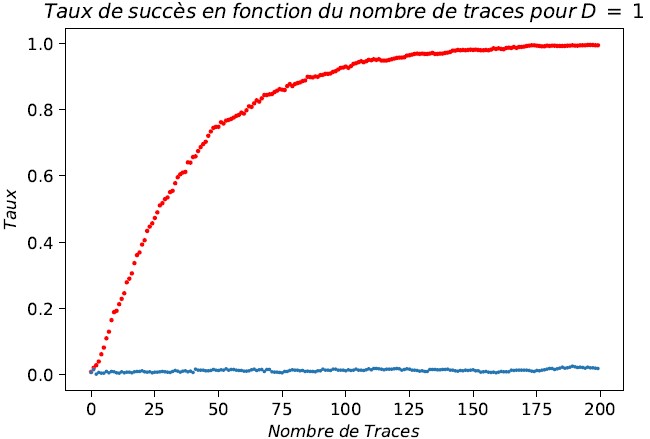 Taux de succès en fonction du nombre de traces pour D = 1
1.0
0.8
0.6
0.4
0.2
0.0
Taux
0 25 50 75 100 125 150 175 200
Nombre de Traces